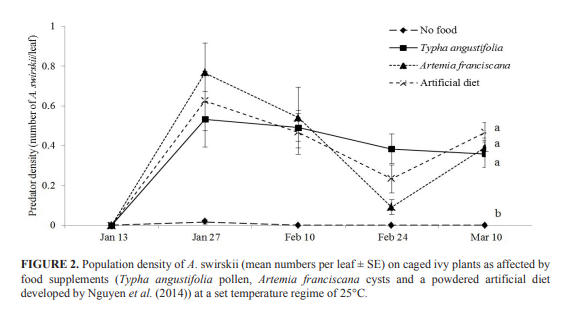 1
0.8
0.6
0.4
0.2
0
Predator density (number of A. swirskii/leaf)
No food
Typha angustifolia
Artemia franciscana
Artificial diet
a
a
a
b
Jan 13 Jan 27 Feb 10 Feb 24 Mar 10
FIGURE 2. Population density of A. swirskii (mean numbers per leaf ± SE) on caged ivy plants as affected by
food supplements (Typha angustifolia pollen, Artemia franciscana cysts and a powdered artificial diet
developed by Nguyen et al. (2014)) at a set temperature regime of 25°C.